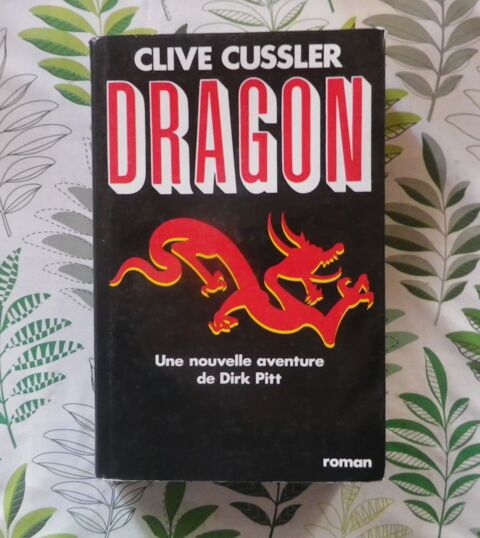 CLIVE CUSSLER
DRAGON
Une nouvelle aventure
de Dirk Pitt
roman